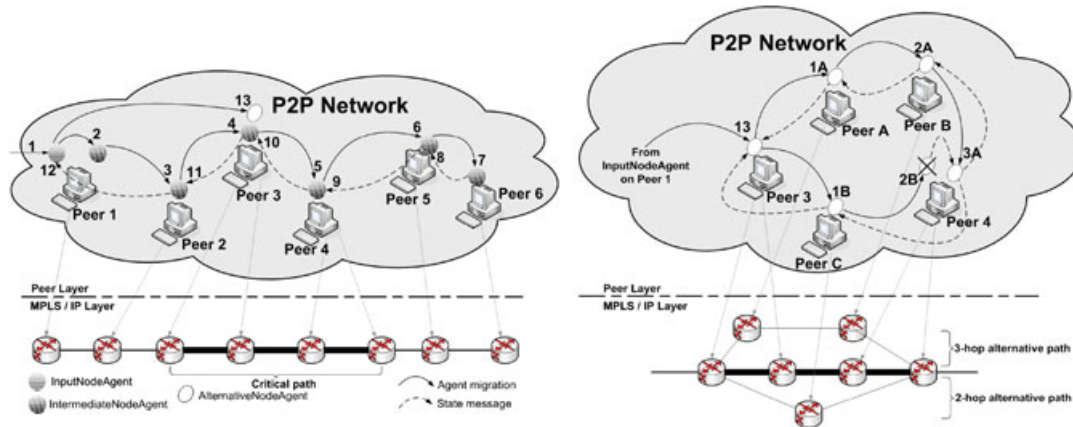 P2P Network
13
1
2
12
3
11
4
10
5
9
6
8
7
Peer 1
Peer 2
Peer 3
Peer 4
Peer 5
Peer 6
Peer Layer
MPLS / IP Layer
Critical path
InputNodeAgent
IntermediateNodeAgent
AlternativeNodeAgent
Agent migration
State message
P2P Network
1A
2A
13
Peer A
Peer B
From
InputNodeAgent
on Peer 1
Peer 3
1B
2B
3A
Peer 4
Peer C
Peer Layer
MPLS / IP Layer
3-hop alternative path
2-hop alternative path